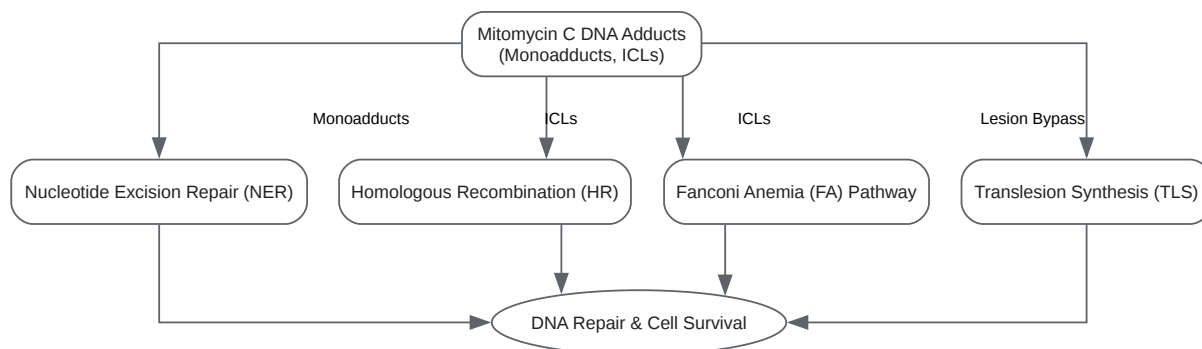 Mitomycin C DNA Adducts
(Monoadducts, ICLs)
Monoadducts
ICLs
ICLs
Lesion Bypass
Nucleotide Excision Repair (NER)
Homologous Recombination (HR)
Fanconi Anemia (FA) Pathway
Translesion Synthesis (TLS)
DNA Repair & Cell Survival